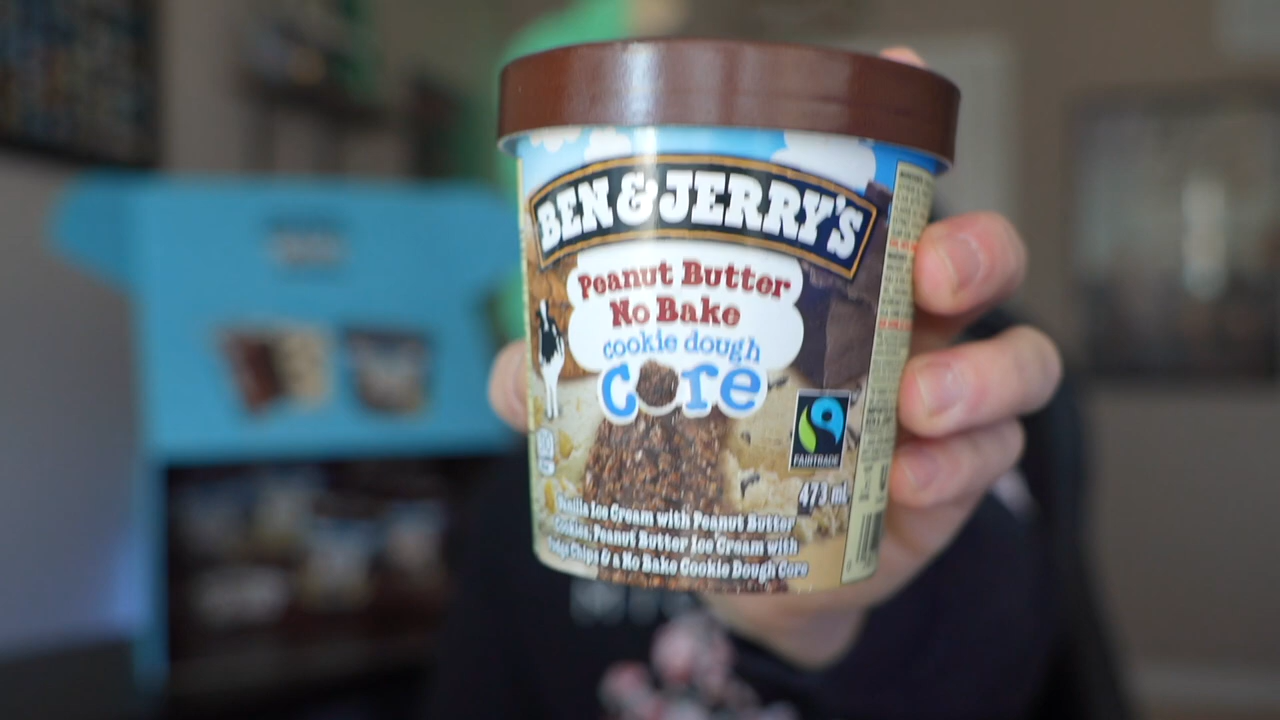 BEN & JERRY'S
Peanut Butter
No Bake
cookie dough
Core
FAIRTRADE
473 mL
Vanilla Ice Cream with Peanut Butter
Cookies, Peanut Butter Ice Cream with
Fudge Chips & a No Bake Cookie Dough Core